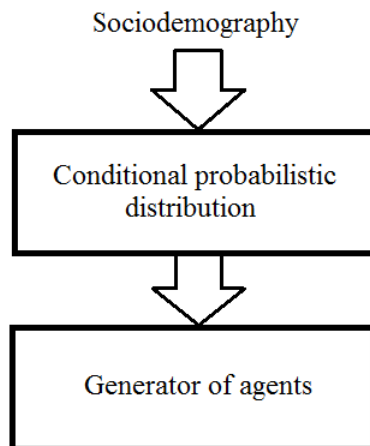 Sociodemography
Conditional probabilistic
distribution
Generator of agents